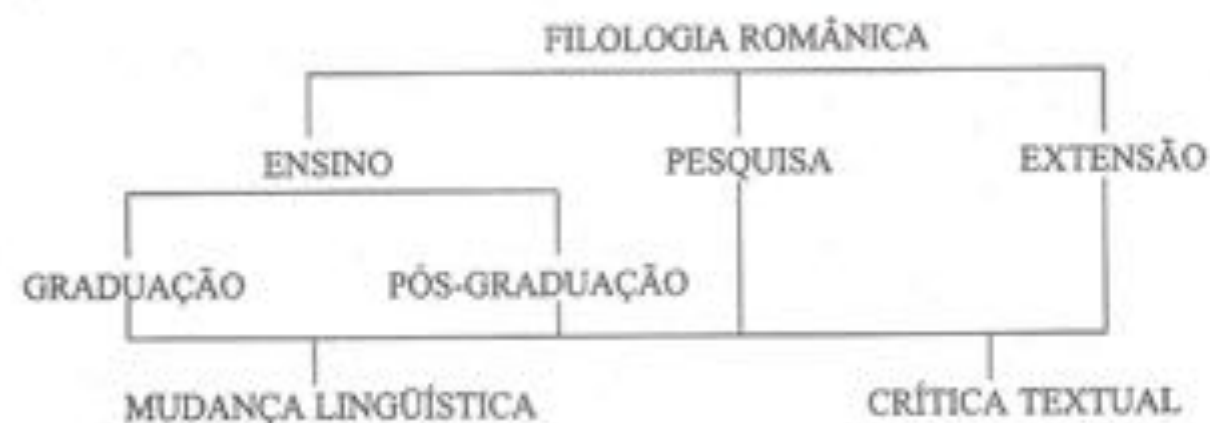 FILOLOGIA ROMÂNICA
ENSINO PESQUISA EXTENSÃO
GRADUAÇÃO PÓS-GRADUAÇÃO
MUDANÇA LINGÜÍSTICA CRÍTICA TEXTUAL